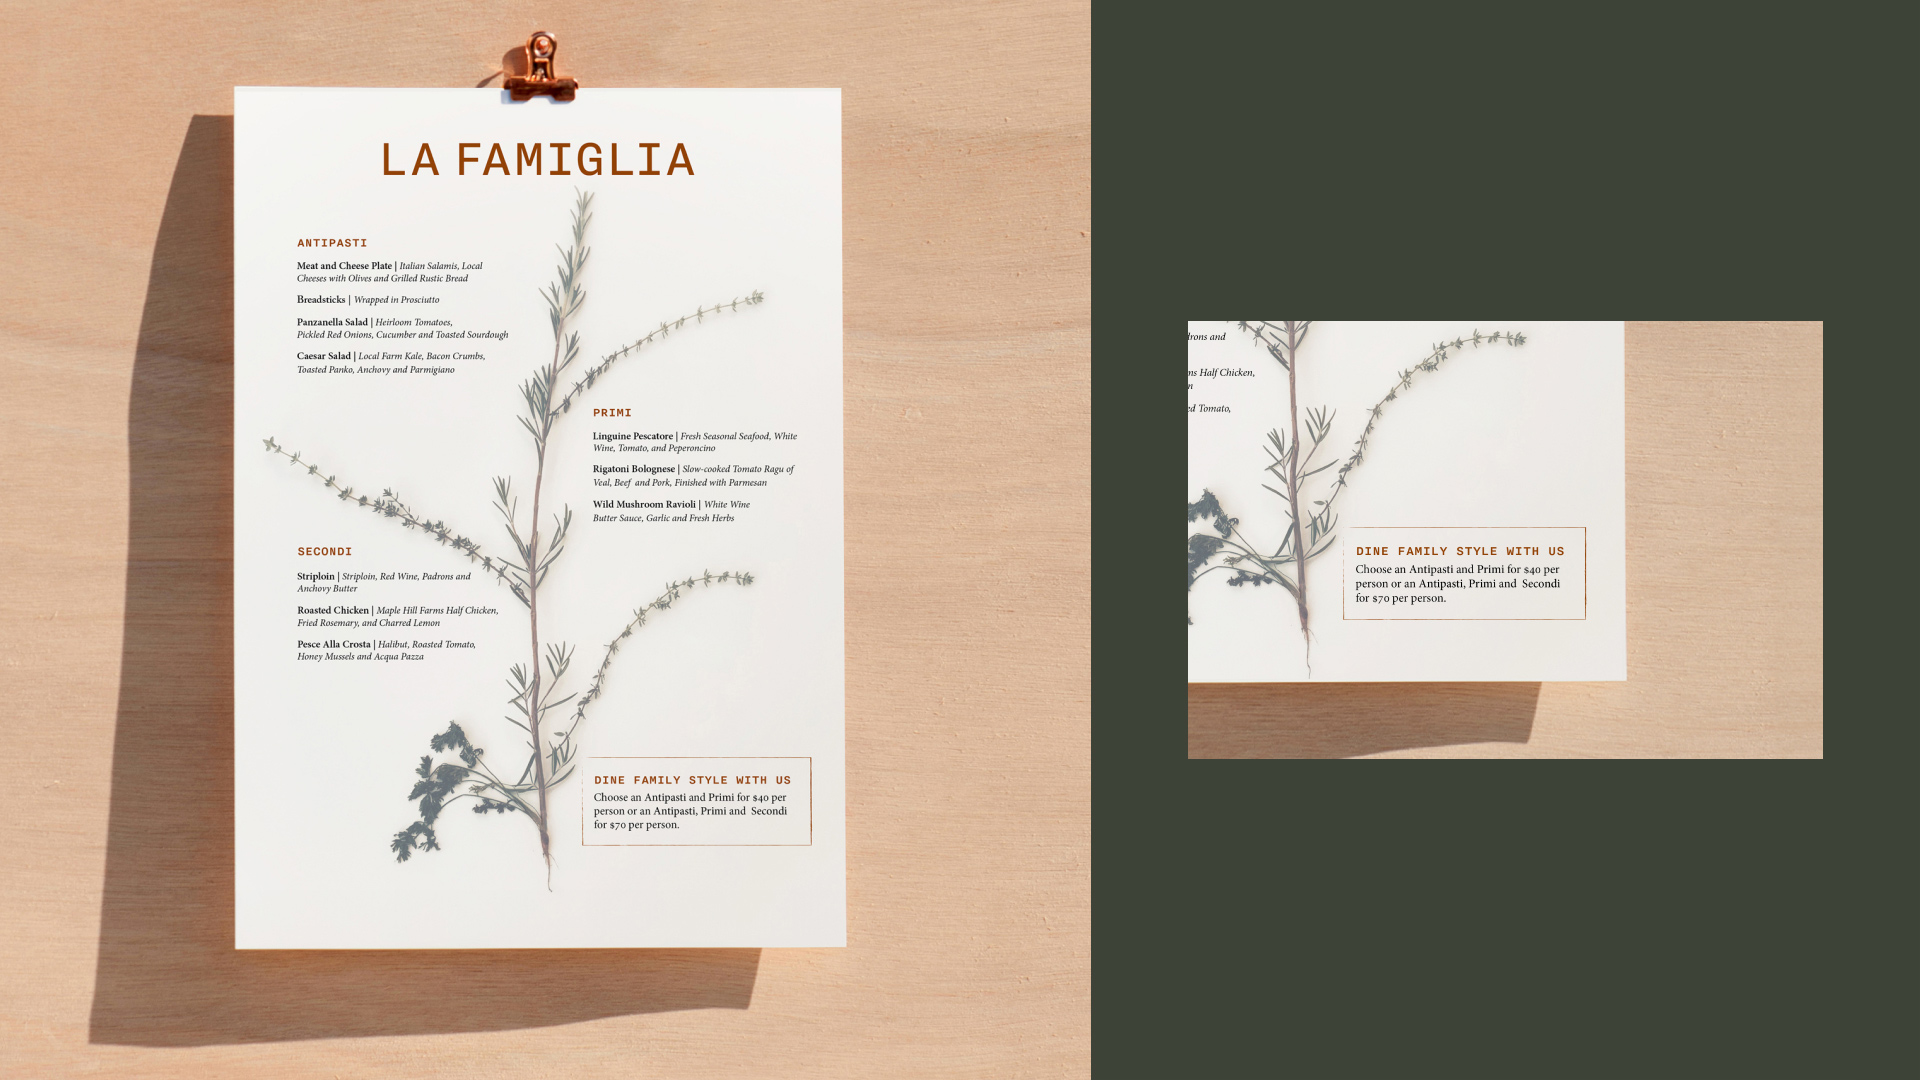 LA FAMIGLIA
ANTIPASTI
Meat and Cheese Plate | Italian Salamis, Local
Cheeses with Olives and Grilled Rustic Bread
Breadsticks | Wrapped in Prosciutto
Panzanella Salad | Heirloom Tomatoes,
Pickled Red Onions, Cucumber and Toasted Sourdough
Caesar Salad | Local Farm Kale, Bacon Crumbs,
Toasted Panko, Anchovy and Parmigiano
PRIMI
Linguine Pescatore | Fresh Seasonal Seafood, White
Wine, Tomato, and Peperoncino
Rigatoni Bolognese | Slow-cooked Tomato Ragu of
Veal, Beef and Pork, Finished with Parmesan
Wild Mushroom Ravioli | White Wine
Butter Sauce, Garlic and Fresh Herbs
SECONDI
Striploin | Striploin, Red Wine, Padrons and
Anchovy Butter
Roasted Chicken | Maple Hill Farms Half Chicken,
Fried Rosemary, and Charred Lemon
Pesce Alla Crosta | Halibut, Roasted Tomato,
Honey Mussels and Acqua Pazza
DINE FAMILY STYLE WITH US
Choose an Antipasti and Primi for $40 per
person or an Antipasti, Primi and Secondi
for $70 per person.
drons and
ms Half Chicken,
n
ed Tomato,
DINE FAMILY STYLE WITH US
Choose an Antipasti and Primi for $40 per
person or an Antipasti, Primi and Secondi
for $70 per person.